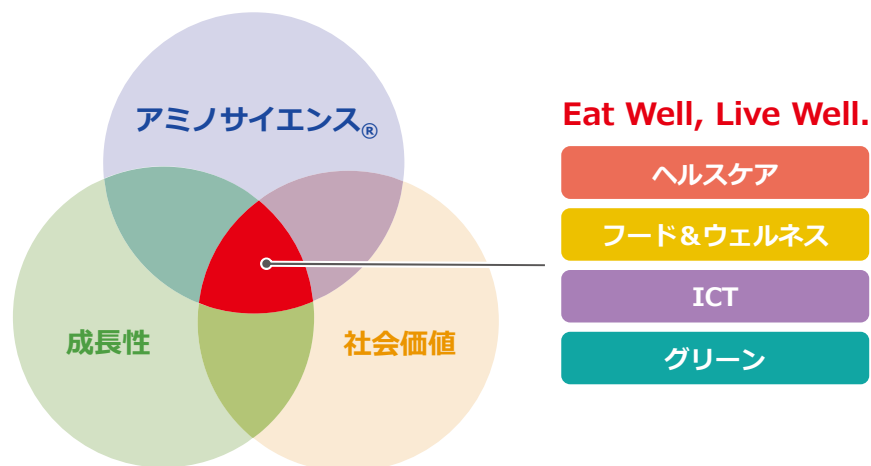 アミノサイエンス®
成長性
社会価値
Eat Well, Live Well.
ヘルスケア
フード＆ウェルネス
ICT
グリーン